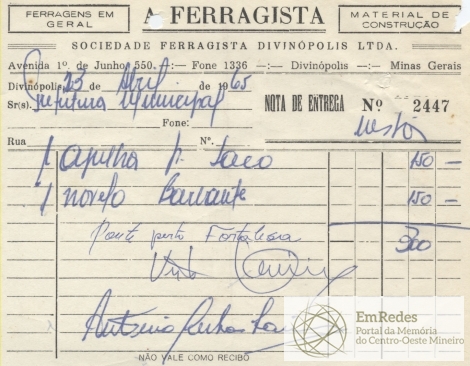 FERRAGENS EM GERAL
A FERRAGISTA
MATERIAL DE CONSTRUÇÃO
SOCIEDADE FERRAGISTA DIVINÓPOLIS LTDA.
Avenida 1º de Junho 550. -:- Fone 1336 -:- Divinópolis -:- Minas Gerais
Divinópolis, 23 de Abril de 1965
Sr(s). Prefeitura Municipal
NOTA DE ENTREGA Nº 2447
Fone:
Rua Nº.
1 agulha p. saco 150 -
1 novelo barbante 150 -
300
Ponte perto Fortaleza
Visto
Antonio
NÃO VALE COMO RECIBO
EmRedes
Portal da Memória
do Centro-Oeste Mineiro